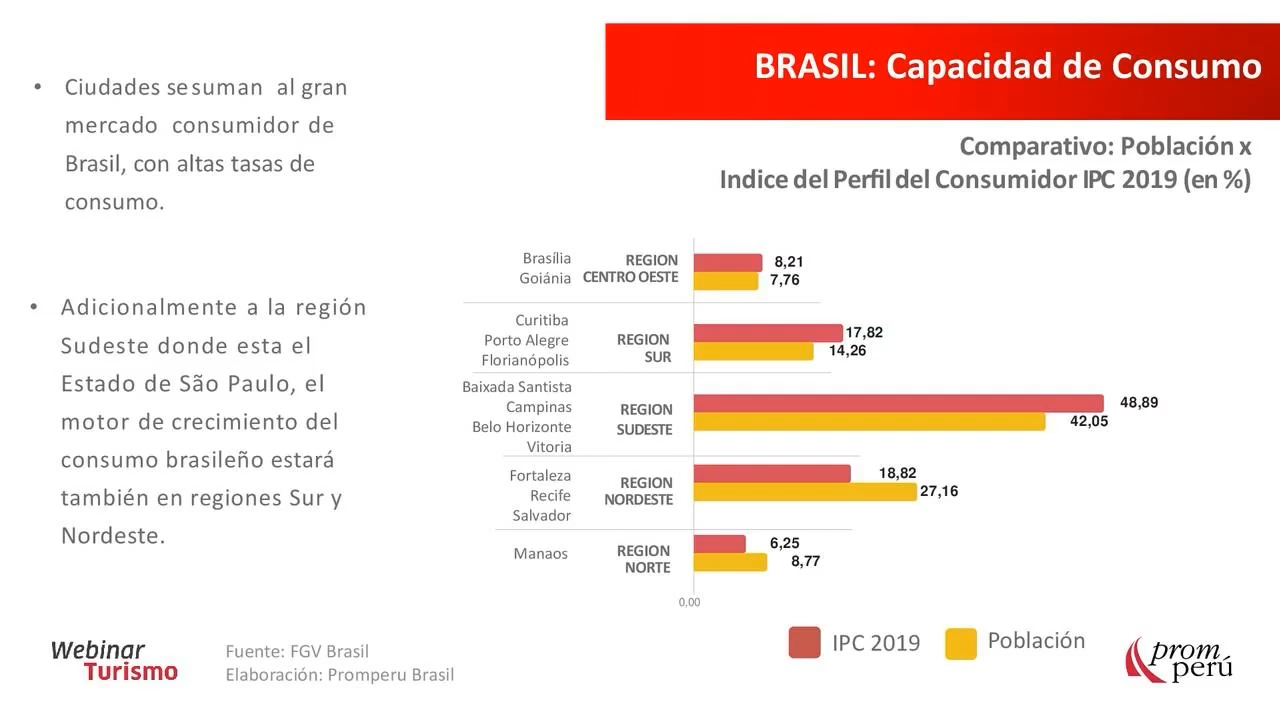 BRASIL: Capacidad de Consumo
• Ciudades se suman al gran
mercado consumidor de
Brasil, con altas tasas de
consumo.
• Adicionalmente a la región
Sudeste donde esta el
Estado de São Paulo, el
motor de crecimiento del
consumo brasileño estará
también en regiones Sur y
Nordeste.
Comparativo: Población x
Indice del Perfil del Consumidor IPC 2019 (en %)
Brasília
Goiánia
REGION
CENTRO OESTE
8,21
7,76
Curitiba
Porto Alegre
Florianópolis
REGION
SUR
17,82
14,26
Baixada Santista
Campinas
Belo Horizonte
Vitoria
REGION
SUDESTE
48,89
42,05
Fortaleza
Recife
Salvador
REGION
NORDESTE
18,82
27,16
Manaos
REGION
NORTE
6,25
8,77
0,00
IPC 2019
Población
Webinar
Turismo
Fuente: FGV Brasil
Elaboración: Promperu Brasil
prom
perú